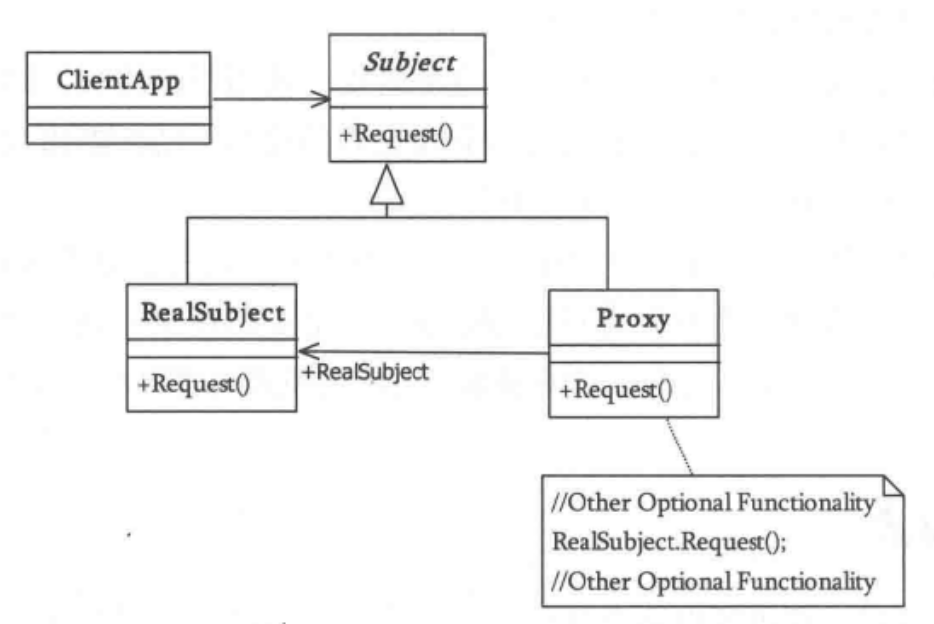 ClientApp
Subject
+Request()
RealSubject
+Request()
+RealSubject
Proxy
+Request()
//Other Optional Functionality
RealSubject.Request();
//Other Optional Functionality